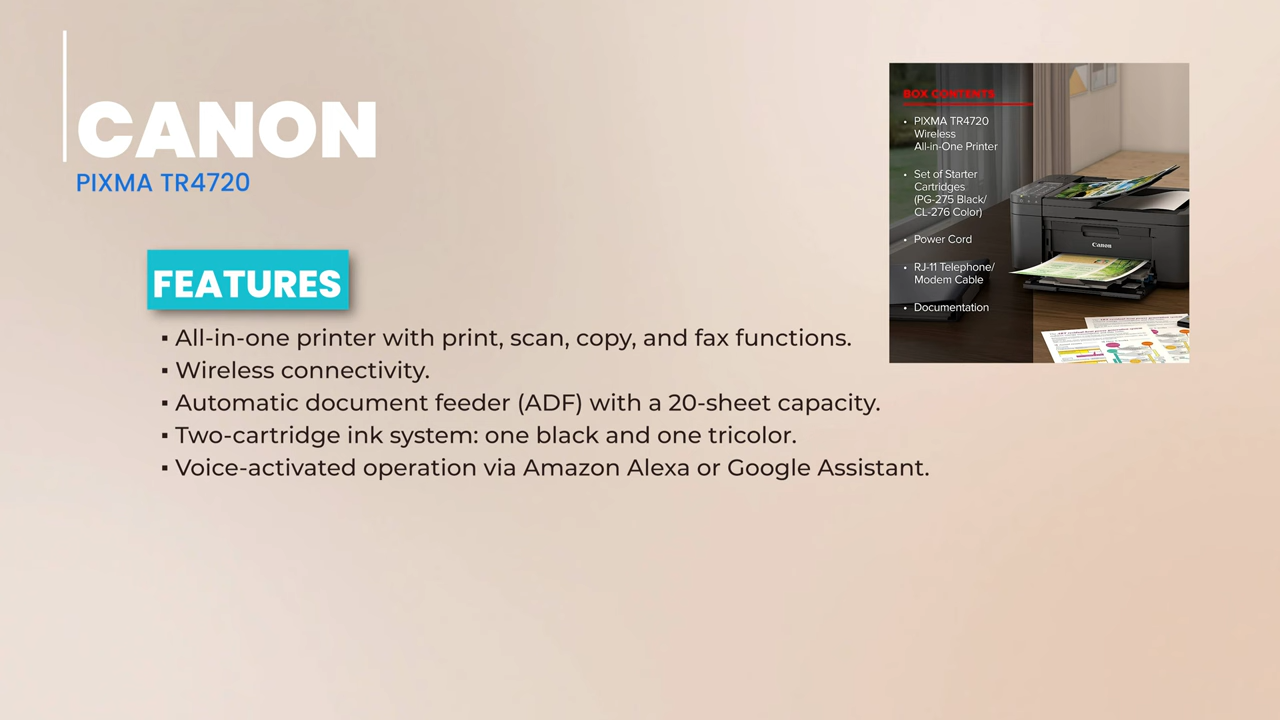 CANON
PIXMA TR4720
FEATURES
▪ All-in-one printer with print, scan, copy, and fax functions.
▪ Wireless connectivity.
▪ Automatic document feeder (ADF) with a 20-sheet capacity.
▪ Two-cartridge ink system: one black and one tricolor.
▪ Voice-activated operation via Amazon Alexa or Google Assistant.
BOX CONTENTS
• PIXMA TR4720
Wireless
All-in-One Printer
• Set of Starter
Cartridges
(PG-275 Black/
CL-276 Color)
• Power Cord
• RJ-11 Telephone/
Modem Cable
• Documentation
Canon